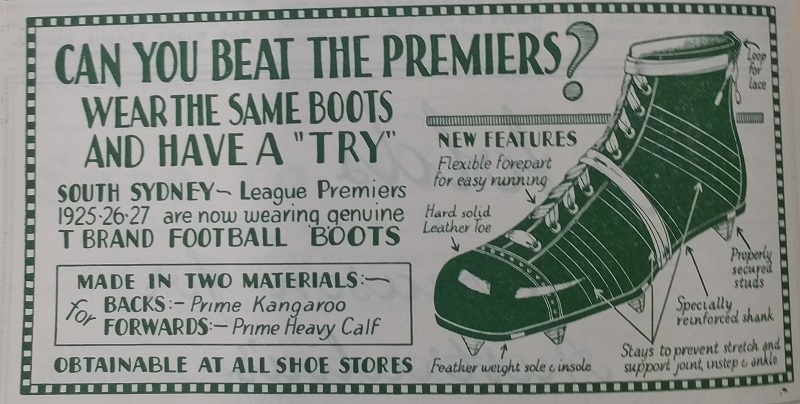 CAN YOU BEAT THE PREMIERS?
WEAR THE SAME BOOTS
AND HAVE A "TRY"
SOUTH SYDNEY~ League Premiers
1925-26-27 are now wearing genuine
T BRAND FOOTBALL BOOTS
MADE IN TWO MATERIALS:~
for
BACKS:- Prime Kangaroo
FORWARDS:- Prime Heavy Calf
OBTAINABLE AT ALL SHOE STORES
NEW FEATURES
Flexible forepart
for easy running
Hard solid
Leather Toe
Loop
for
lace
Properly
secured
studs
Specially
reinforced shank
Stays to prevent stretch and
support joint, instep & ankle
Feather weight sole & insole